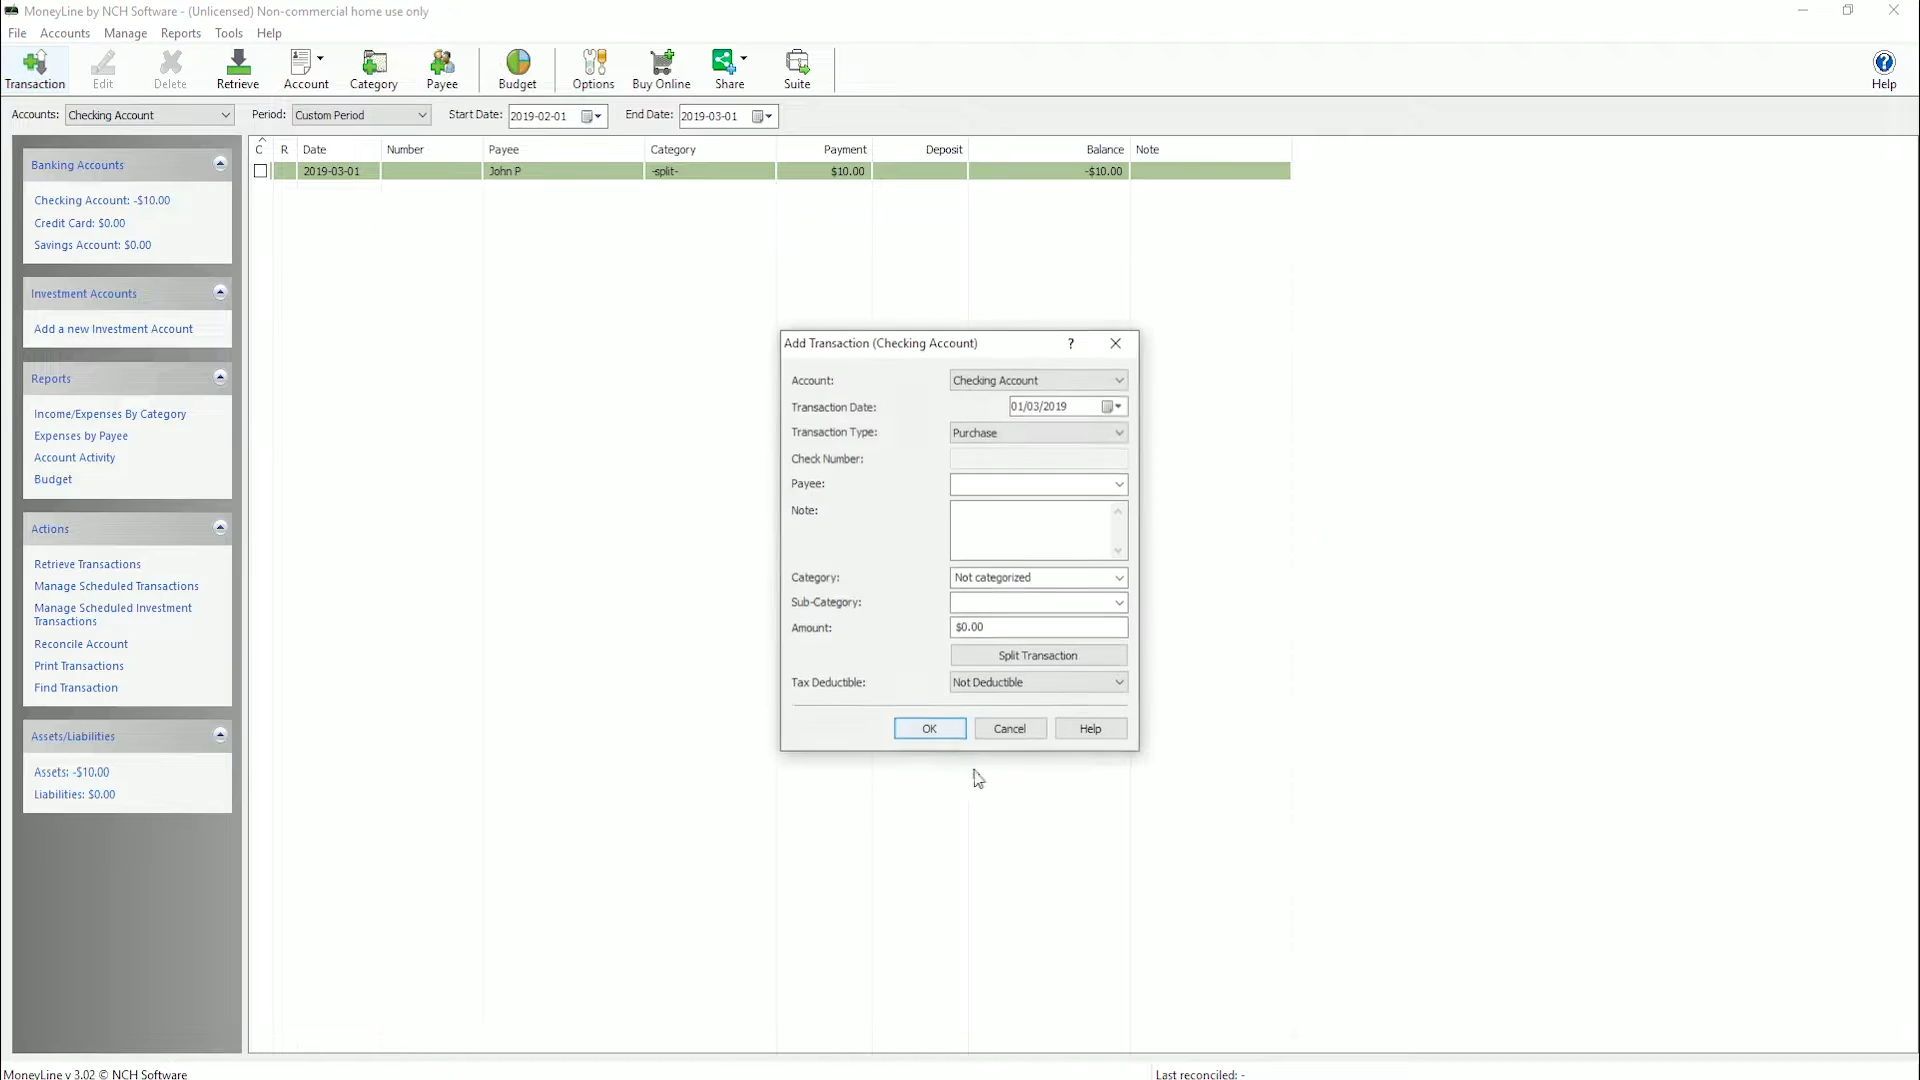 MoneyLine by NCH Software - (Unlicensed) Non-commercial home use only
File Accounts Manage Reports Tools Help
Transaction Edit Delete Retrieve Account Category Payee Budget Options Buy Online Share Suite Help
Accounts: Checking Account Period: Custom Period Start Date: 2019-02-01 End Date: 2019-03-01
C R Date Number Payee Category Payment Deposit Balance Note
2019-03-01 John P -split- $10.00 -$10.00
Banking Accounts
Checking Account: -$10.00
Credit Card: $0.00
Savings Account: $0.00
Investment Accounts
Add a new Investment Account
Reports
Income/Expenses By Category
Expenses by Payee
Account Activity
Budget
Actions
Retrieve Transactions
Manage Scheduled Transactions
Manage Scheduled Investment
Transactions
Reconcile Account
Print Transactions
Find Transaction
Assets/Liabilities
Assets: -$10.00
Liabilities: $0.00
Add Transaction (Checking Account) ?
Account: Checking Account
Transaction Date: 01/03/2019
Transaction Type: Purchase
Check Number:
Payee:
Note:
Category: Not categorized
Sub-Category:
Amount: $0.00
Split Transaction
Tax Deductible: Not Deductible
OK Cancel Help
MoneyLine v 3.02 © NCH Software Last reconciled: -